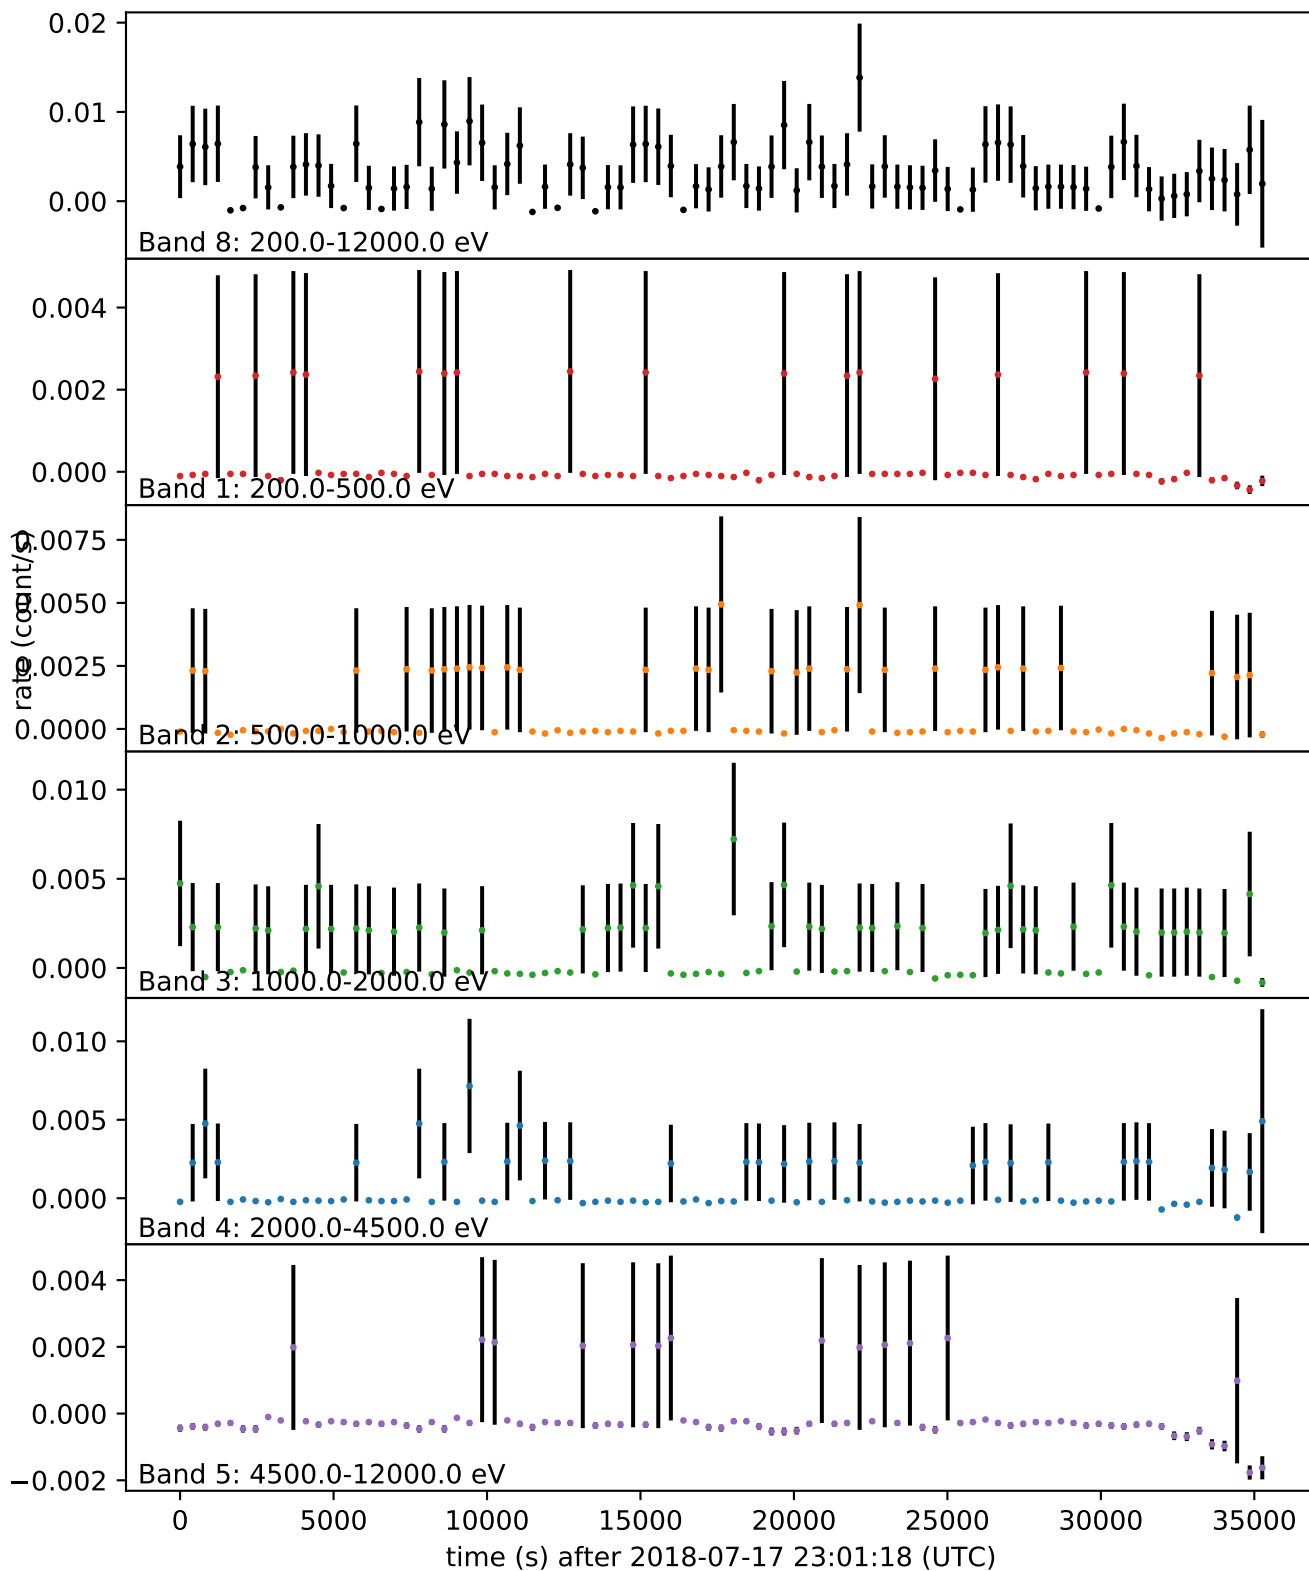 0.02
0.01
0.00
Band 8: 200.0-12000.0 eV
0.004
0.002
0.000
Band 1: 200.0-500.0 eV
rate (count/s)
0.0075
0.0050
0.0025
0.0000
Band 2: 500.0-1000.0 eV
0.010
0.005
0.000
Band 3: 1000.0-2000.0 eV
0.010
0.005
0.000
Band 4: 2000.0-4500.0 eV
0.004
0.002
0.000
−0.002
Band 5: 4500.0-12000.0 eV
0 5000 10000 15000 20000 25000 30000 35000
time (s) after 2018-07-17 23:01:18 (UTC)